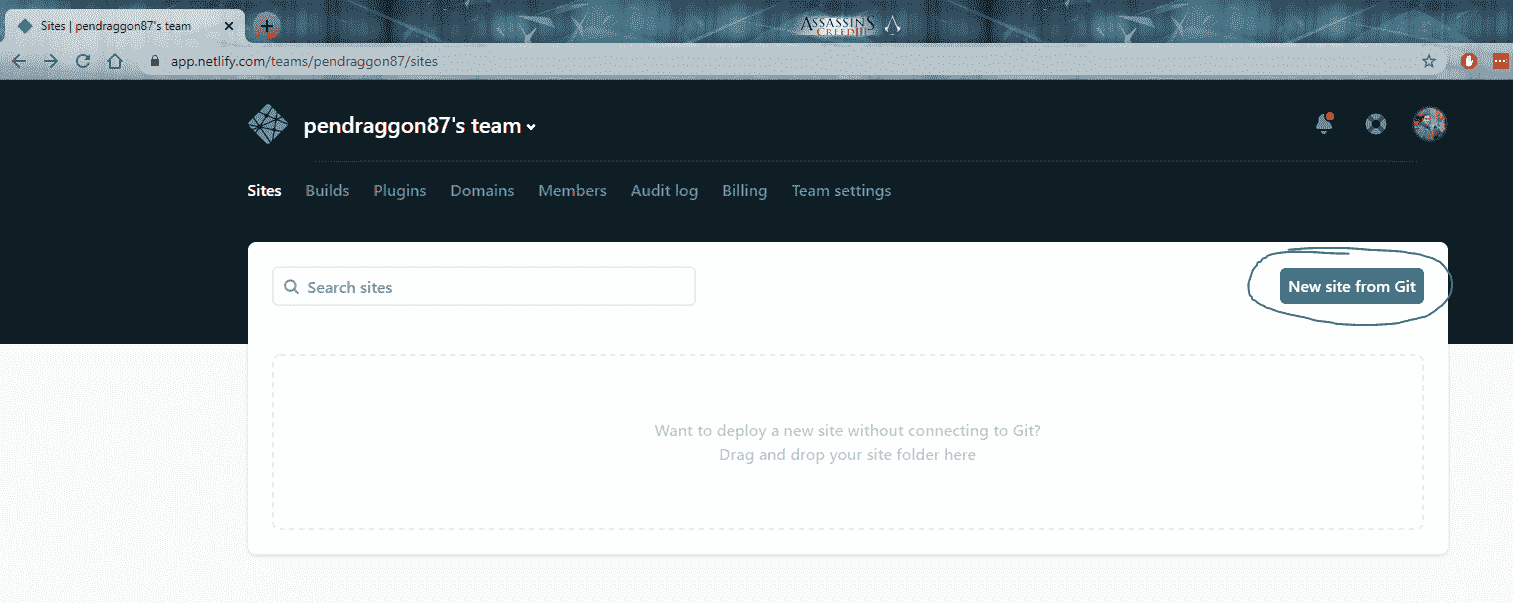 Sites | pendraggon87's team
ASSASSIN'S
CREED II
app.netlify.com/teams/pendraggon87/sites
pendraggon87's team
Sites Builds Plugins Domains Members Audit log Billing Team settings
Search sites
New site from Git
Want to deploy a new site without connecting to Git?
Drag and drop your site folder here